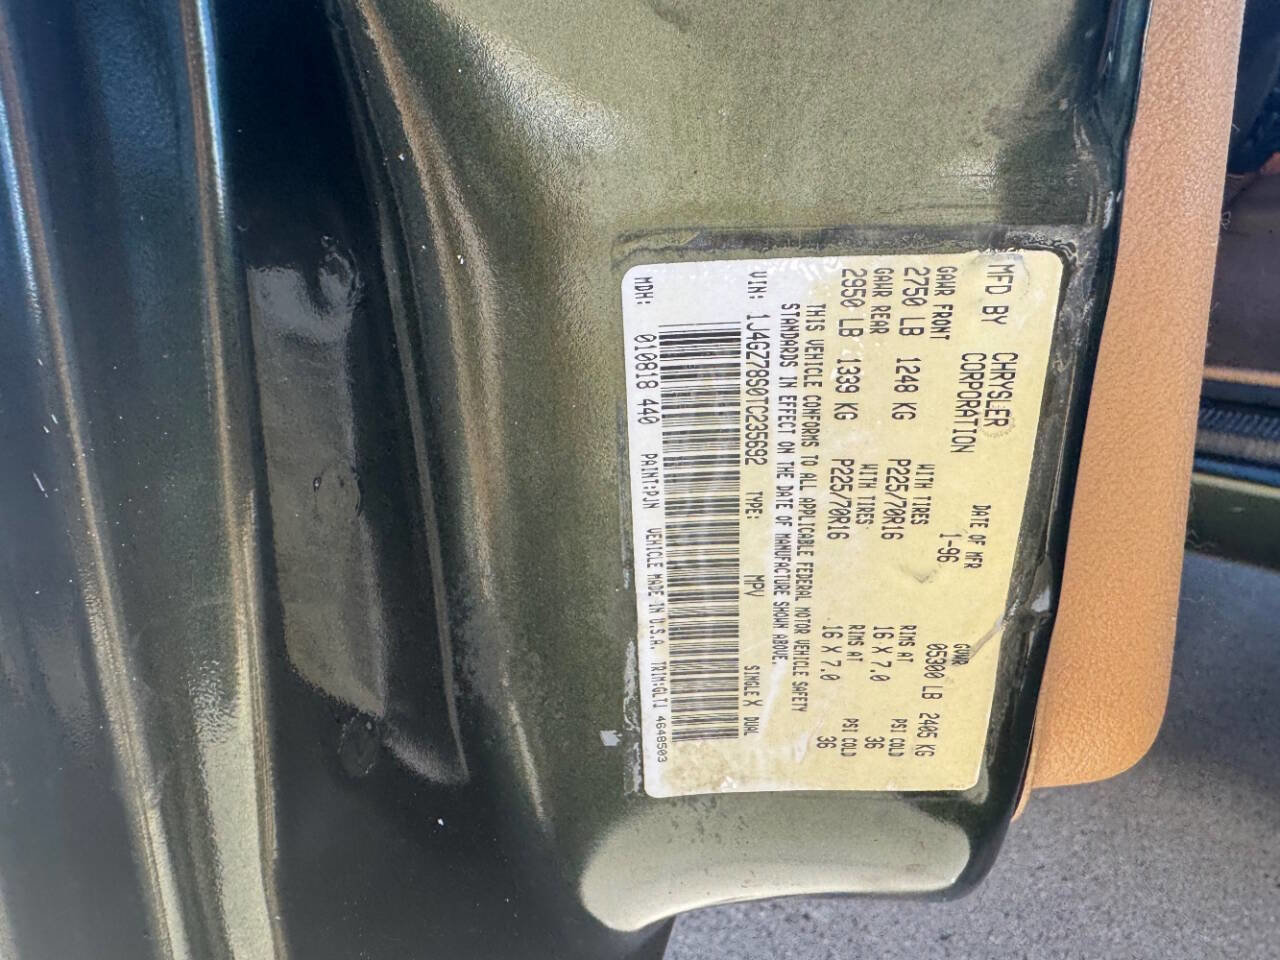 MFD BY CHRYSLER CORPORATION DATE OF MFR 1-96 GVWR 05300 LB 2405 KG
GAWR FRONT WITH TIRES RIMS AT PSI COLD
2750 LB 1248 KG P225/70R16 16 X 7.0 36
GAWR REAR WITH TIRES RIMS AT PSI COLD
2950 LB 1339 KG P225/70R16 16 X 7.0 36
THIS VEHICLE CONFORMS TO ALL APPLICABLE FEDERAL MOTOR VEHICLE SAFETY
STANDARDS IN EFFECT ON THE DATE OF MANUFACTURE SHOWN ABOVE.
VIN: 1J4GZ78S0TC235692 TYPE: MPV SINGLE X DUAL
MDH: 010818 440 PAINT:PJN VEHICLE MADE IN U.S.A. TRIM:GLTI 4648503